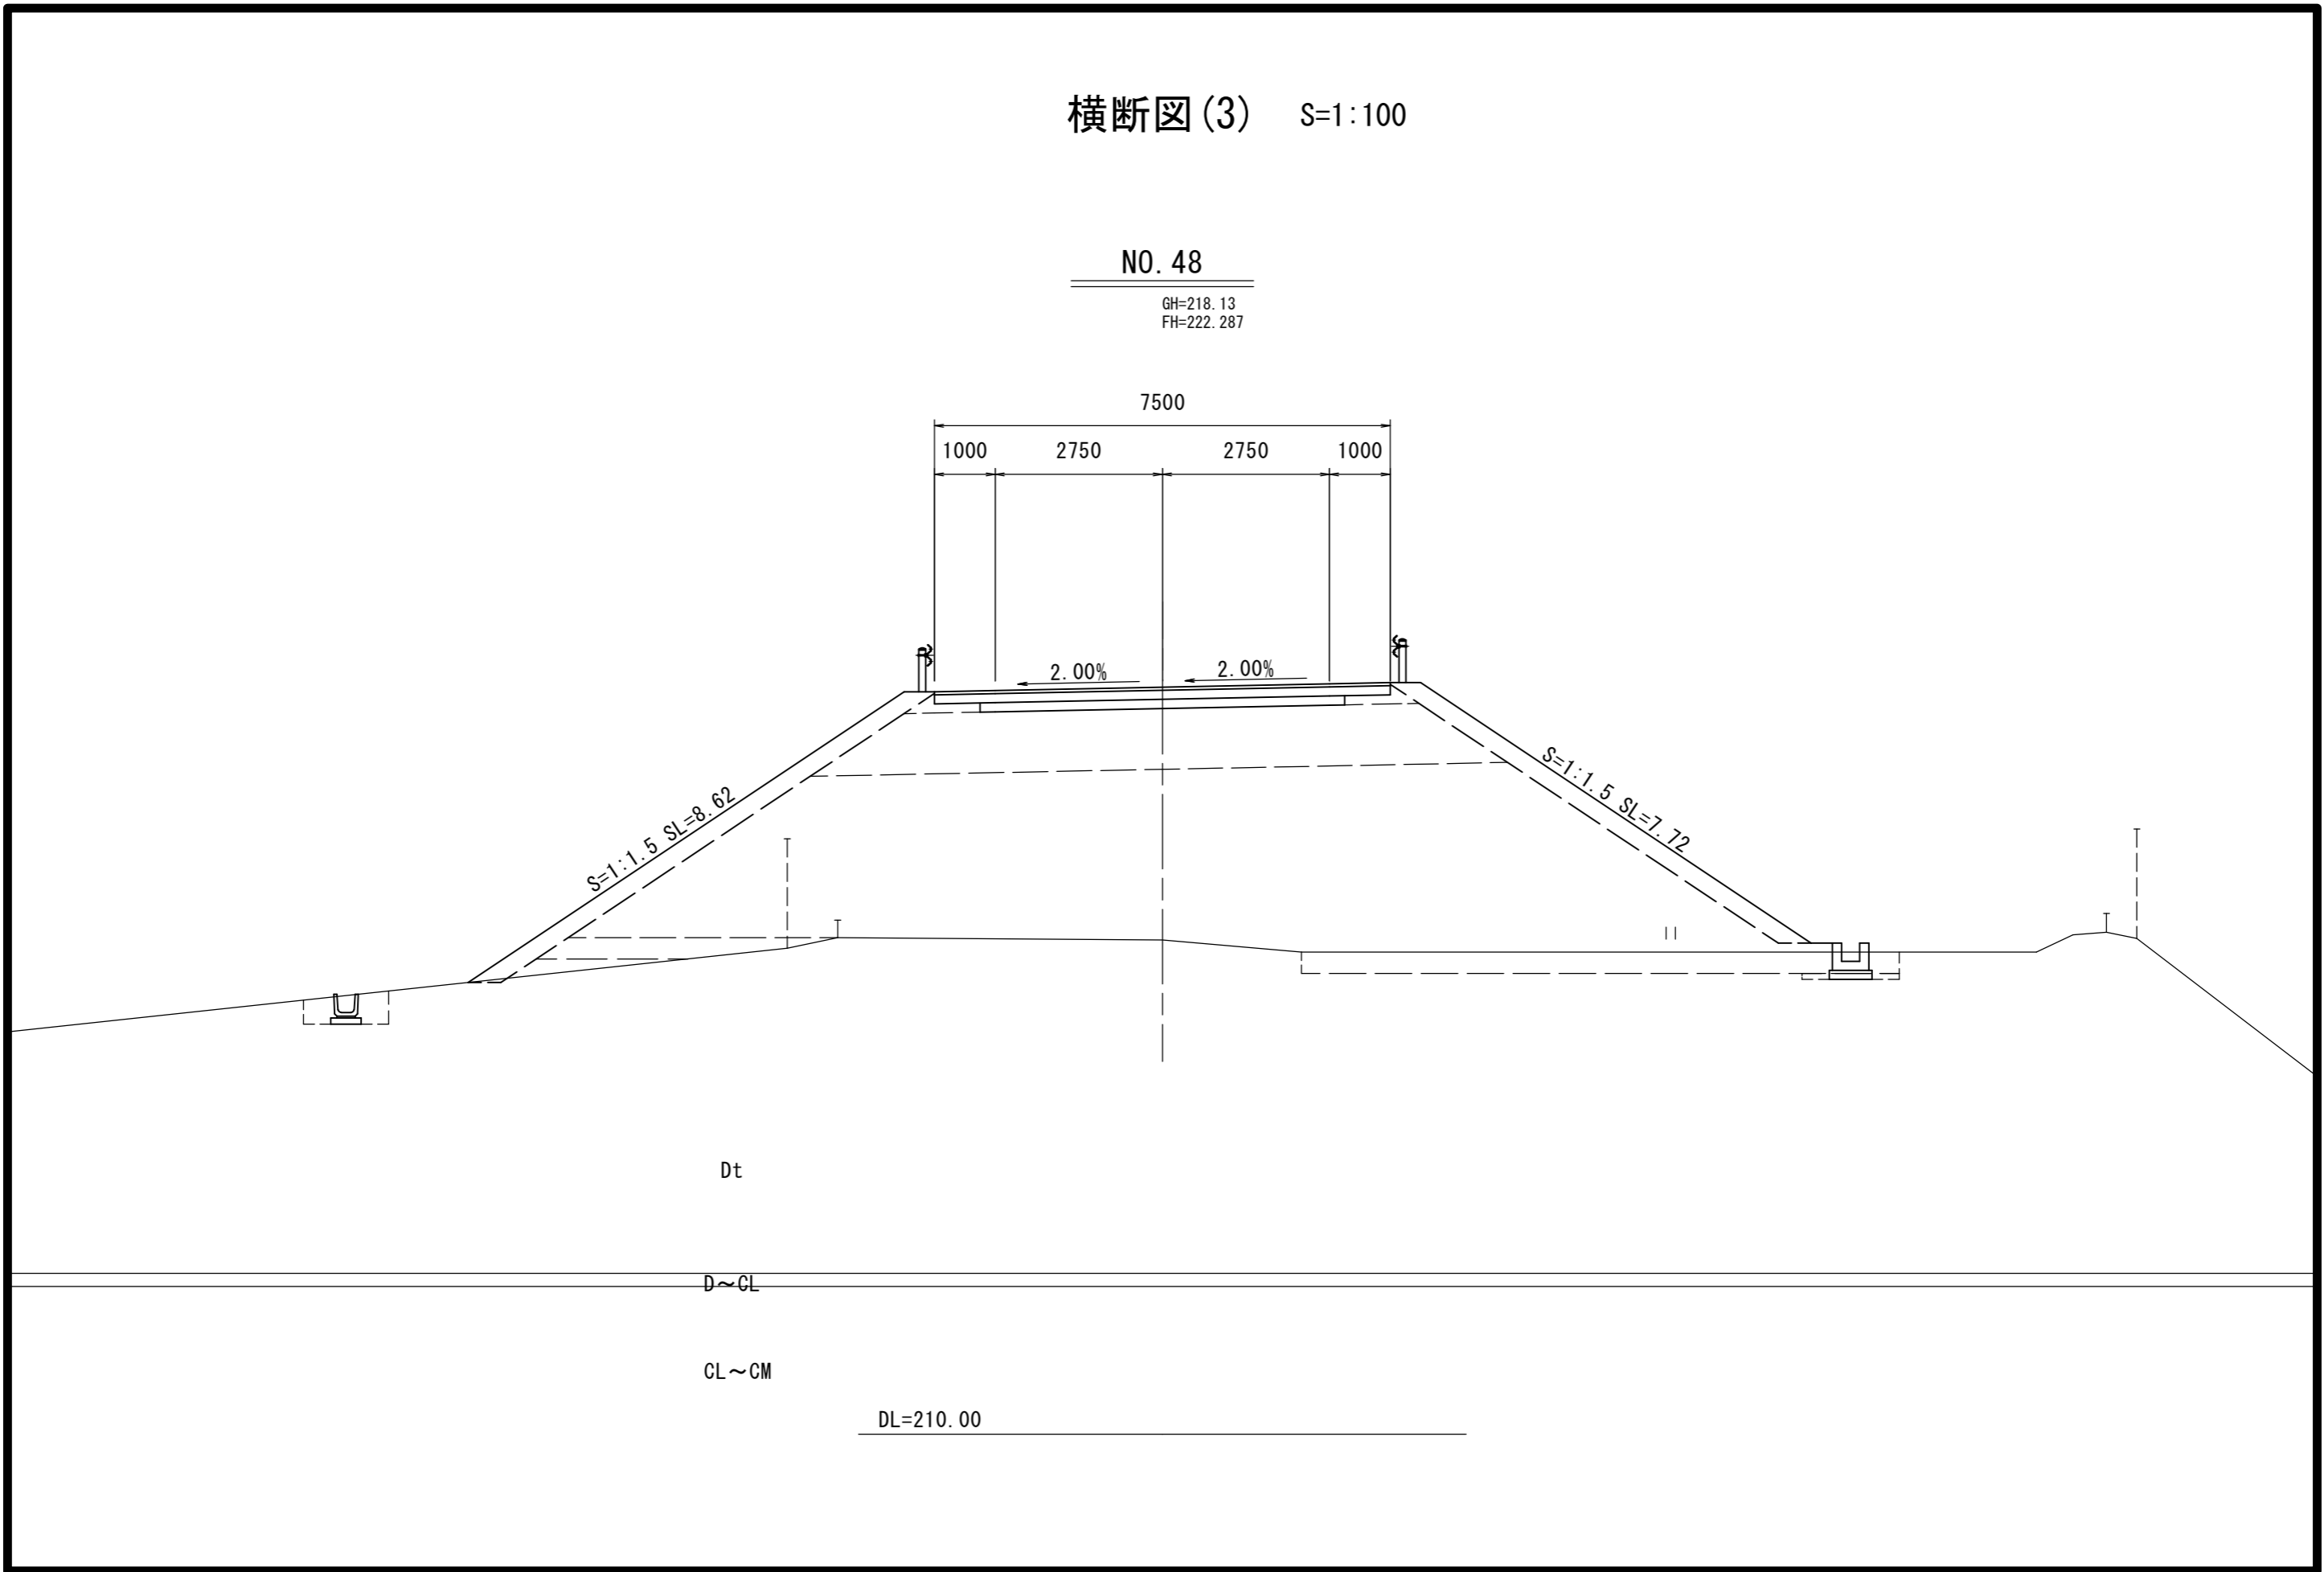 横断図(3) S=1:100
NO.48
GH=218.13
FH=222.287
7500
1000 2750 2750 1000
2.00% 2.00%
S=1:1.5 SL=8.62
S=1:1.5 SL=7.72
Dt
D～CL
CL～CM
DL=210.00